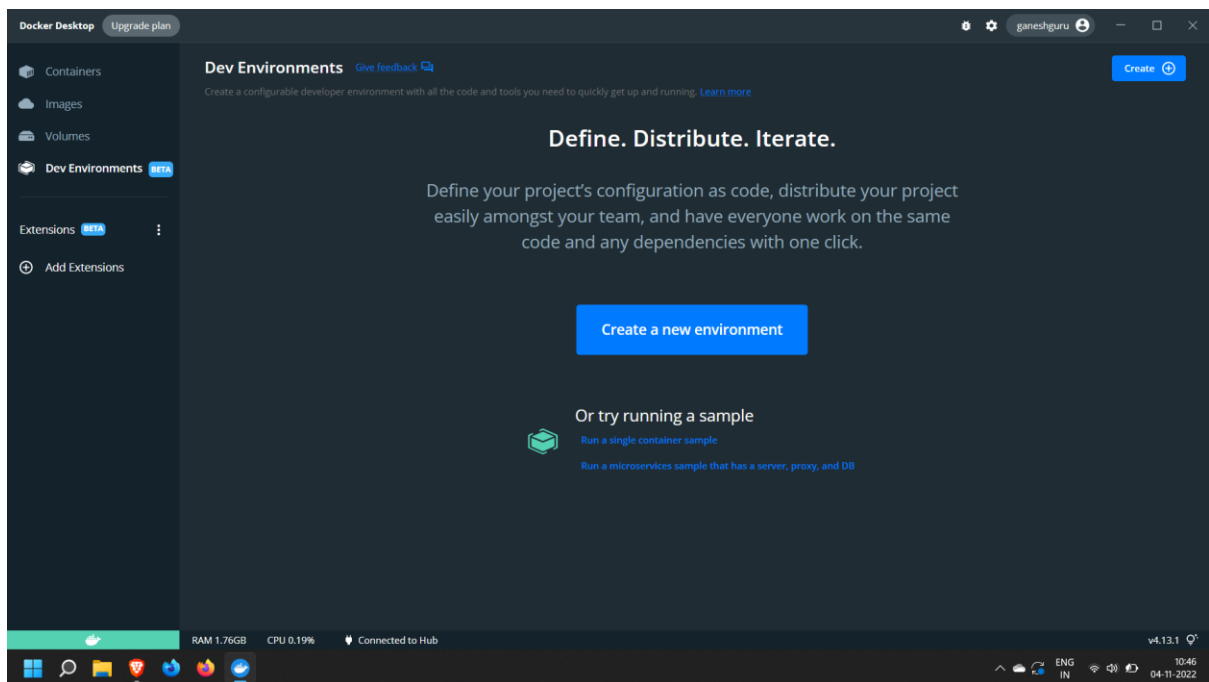 Docker Desktop Upgrade plan
ganeshguru
Containers
Images
Volumes
Dev Environments BETA
Extensions BETA
Add Extensions
Dev Environments Give feedback
Create
Create a configurable developer environment with all the code and tools you need to quickly get up and running. Learn more
Define. Distribute. Iterate.
Define your project's configuration as code, distribute your project
easily amongst your team, and have everyone work on the same
code and any dependencies with one click.
Create a new environment
Or try running a sample
Run a single container sample
Run a microservices sample that has a server, proxy, and DB
RAM 1.76GB CPU 0.19% Connected to Hub
v4.13.1
ENG
IN
10:46
04-11-2022